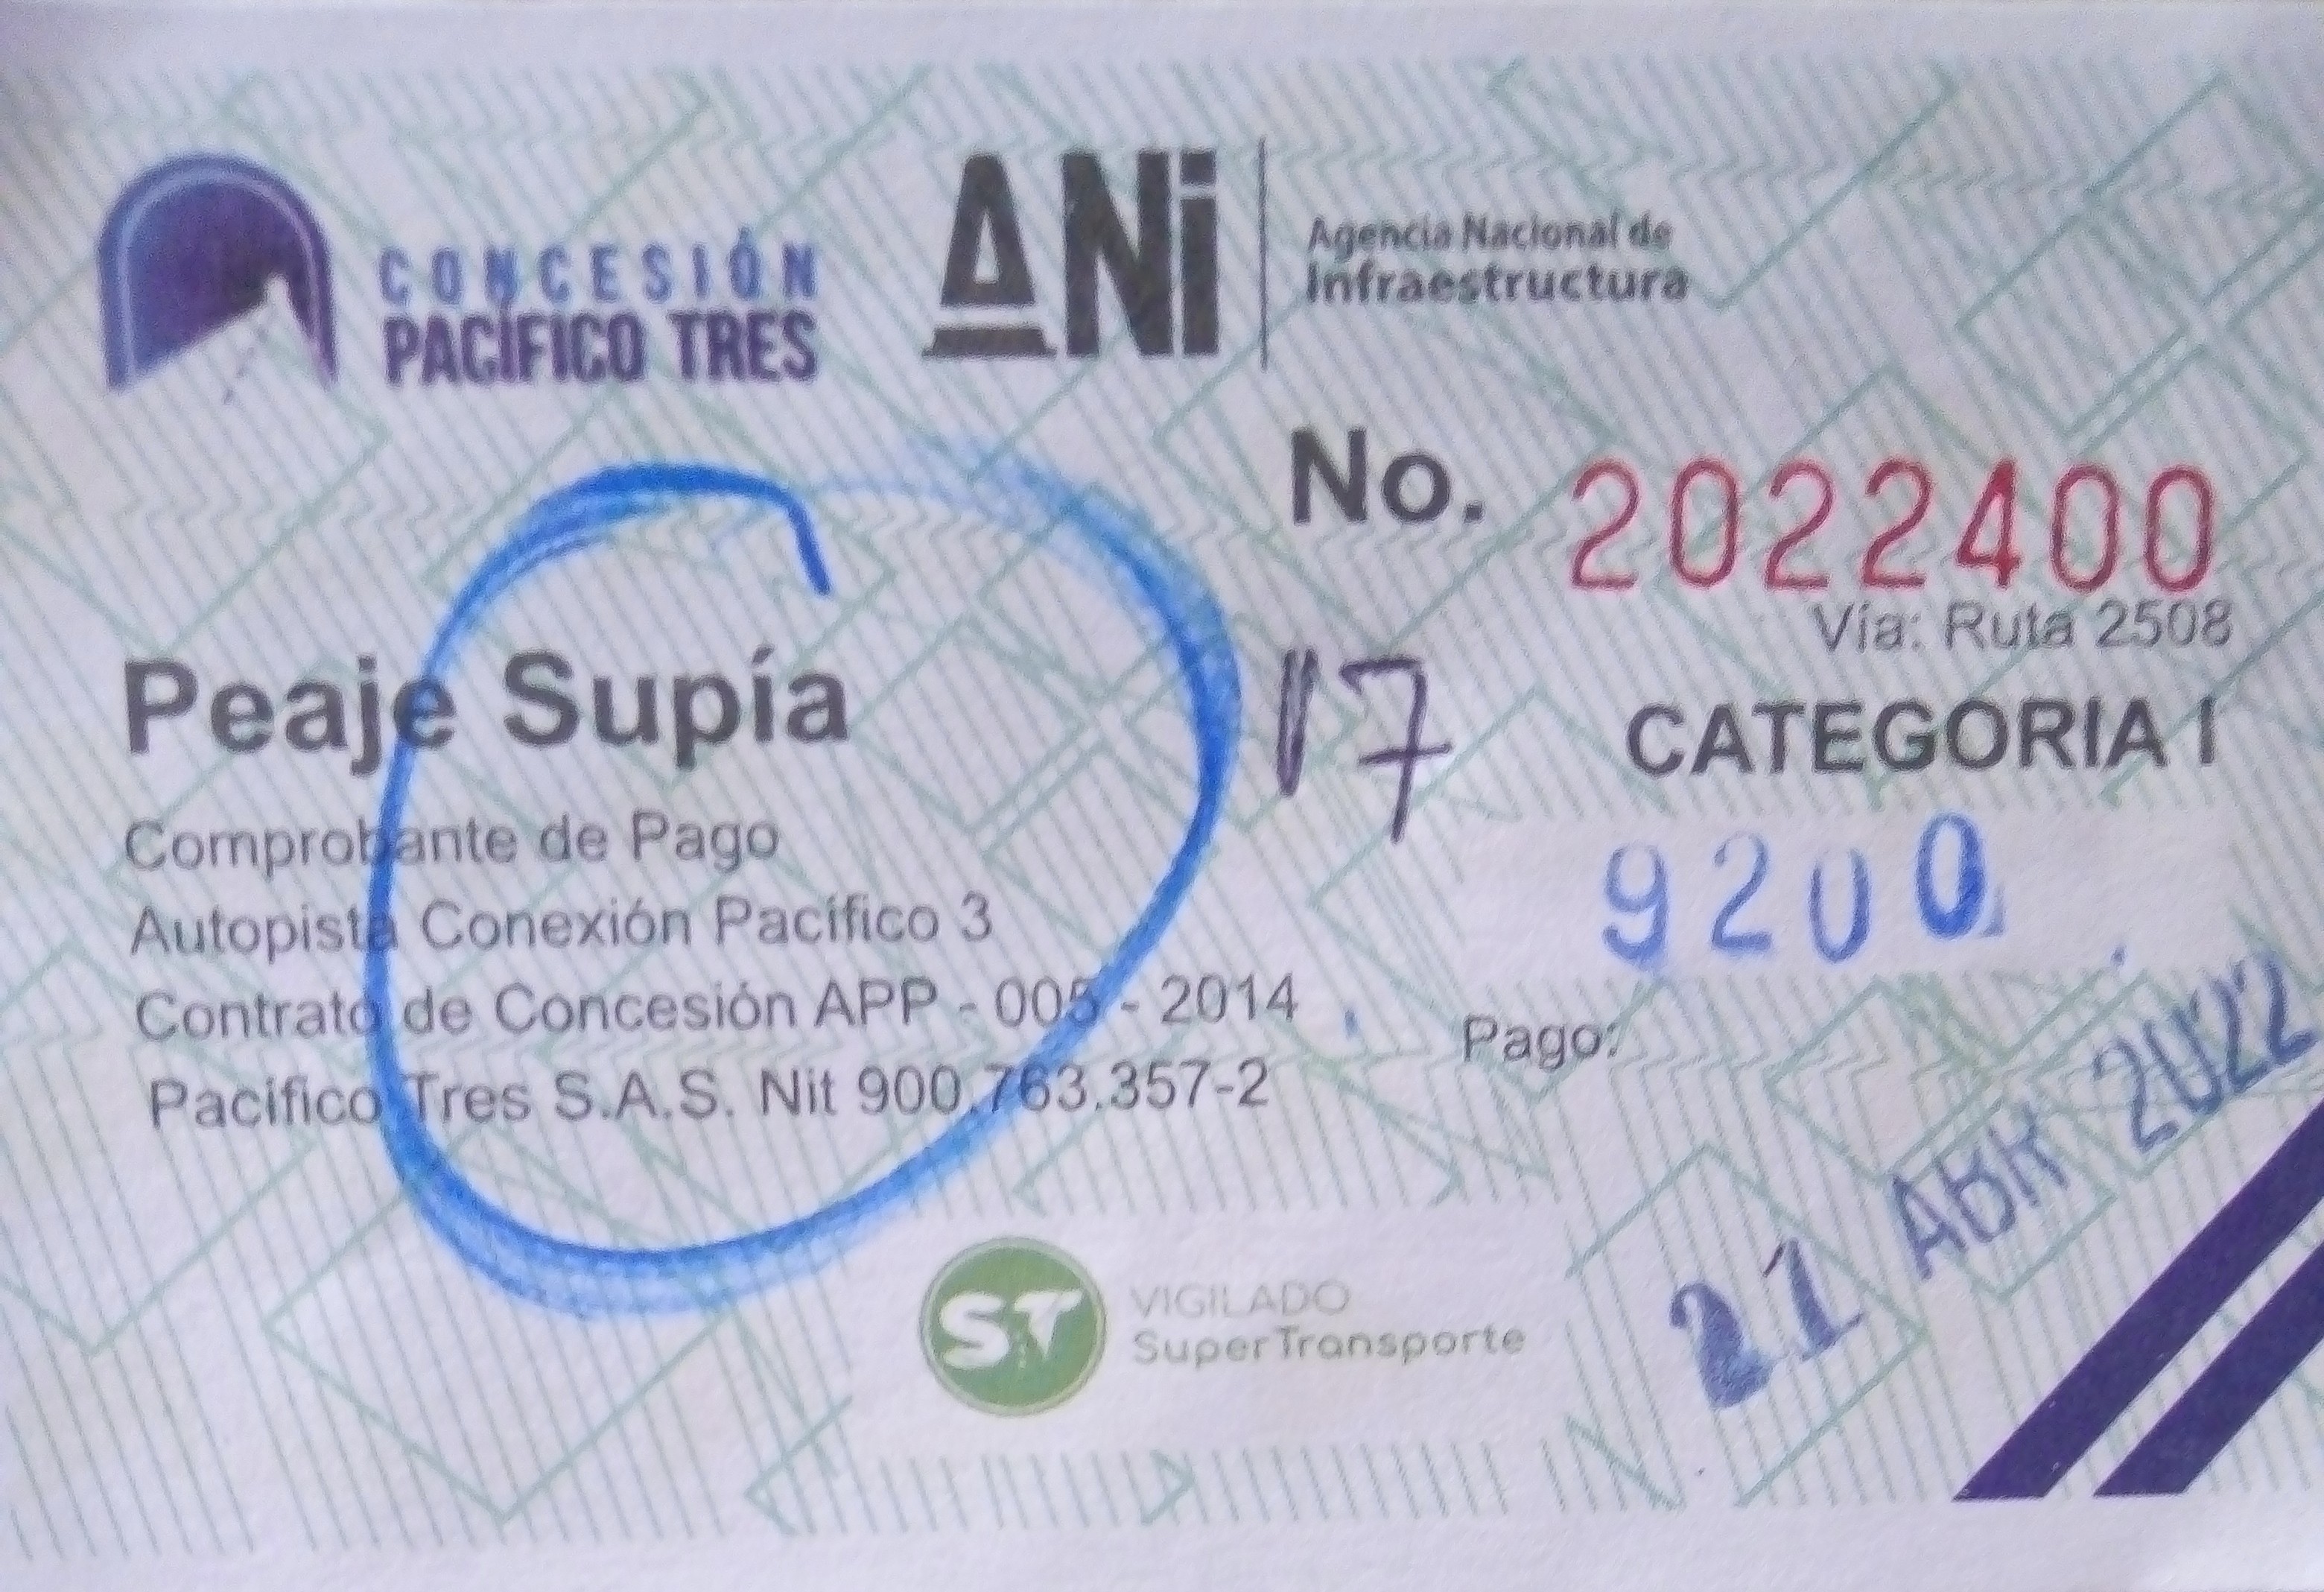 CONCESIÓN
PACÍFICO TRES
ANi
Agencia Nacional de
Infraestructura
No. 2022400
Vía: Ruta 2508
Peaje Supía
17
CATEGORIA I
Comprobante de Pago
9200
Autopista Conexión Pacífico 3
Contrato de Concesión APP - 005 - 2014
Pago:
Pacífico Tres S.A.S. Nit 900.763.357-2
21 ABR 2022
ST
VIGILADO
SuperTransporte